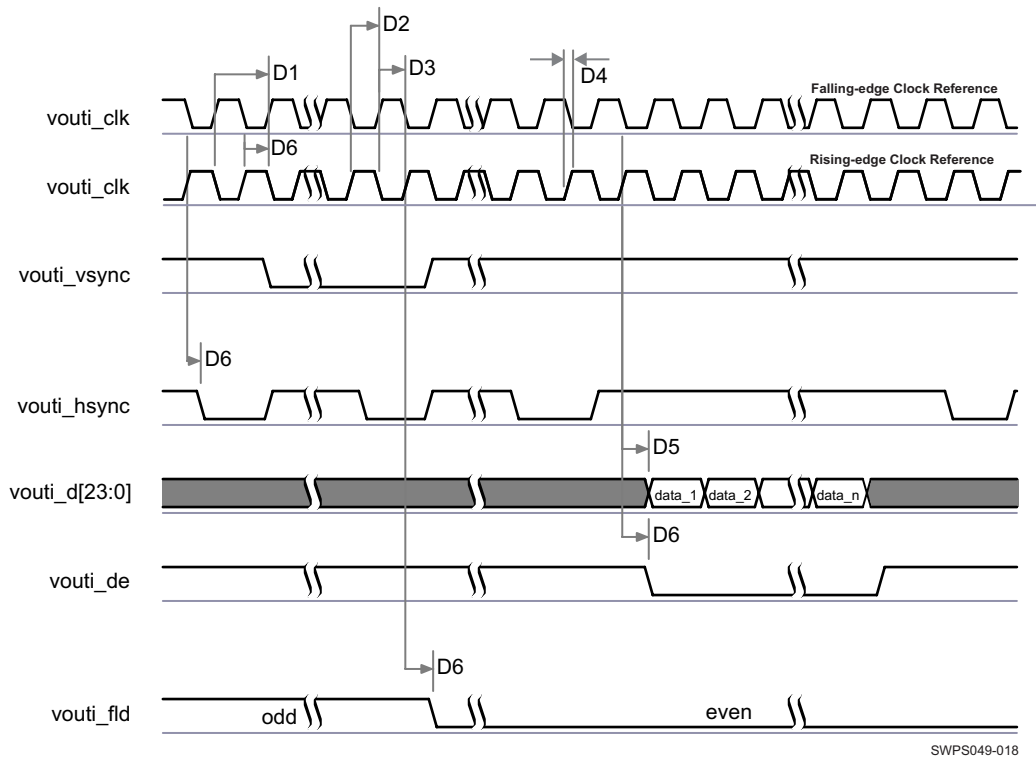 D2
D3
D1
D4
Falling-edge Clock Reference
vouti_clk
D6
Rising-edge Clock Reference
vouti_clk
vouti_vsync
D6
vouti_hsync
D5
vouti_d[23:0]
data_1 data_2 data_n
D6
vouti_de
D6
vouti_fld
odd even
SWPS049-018